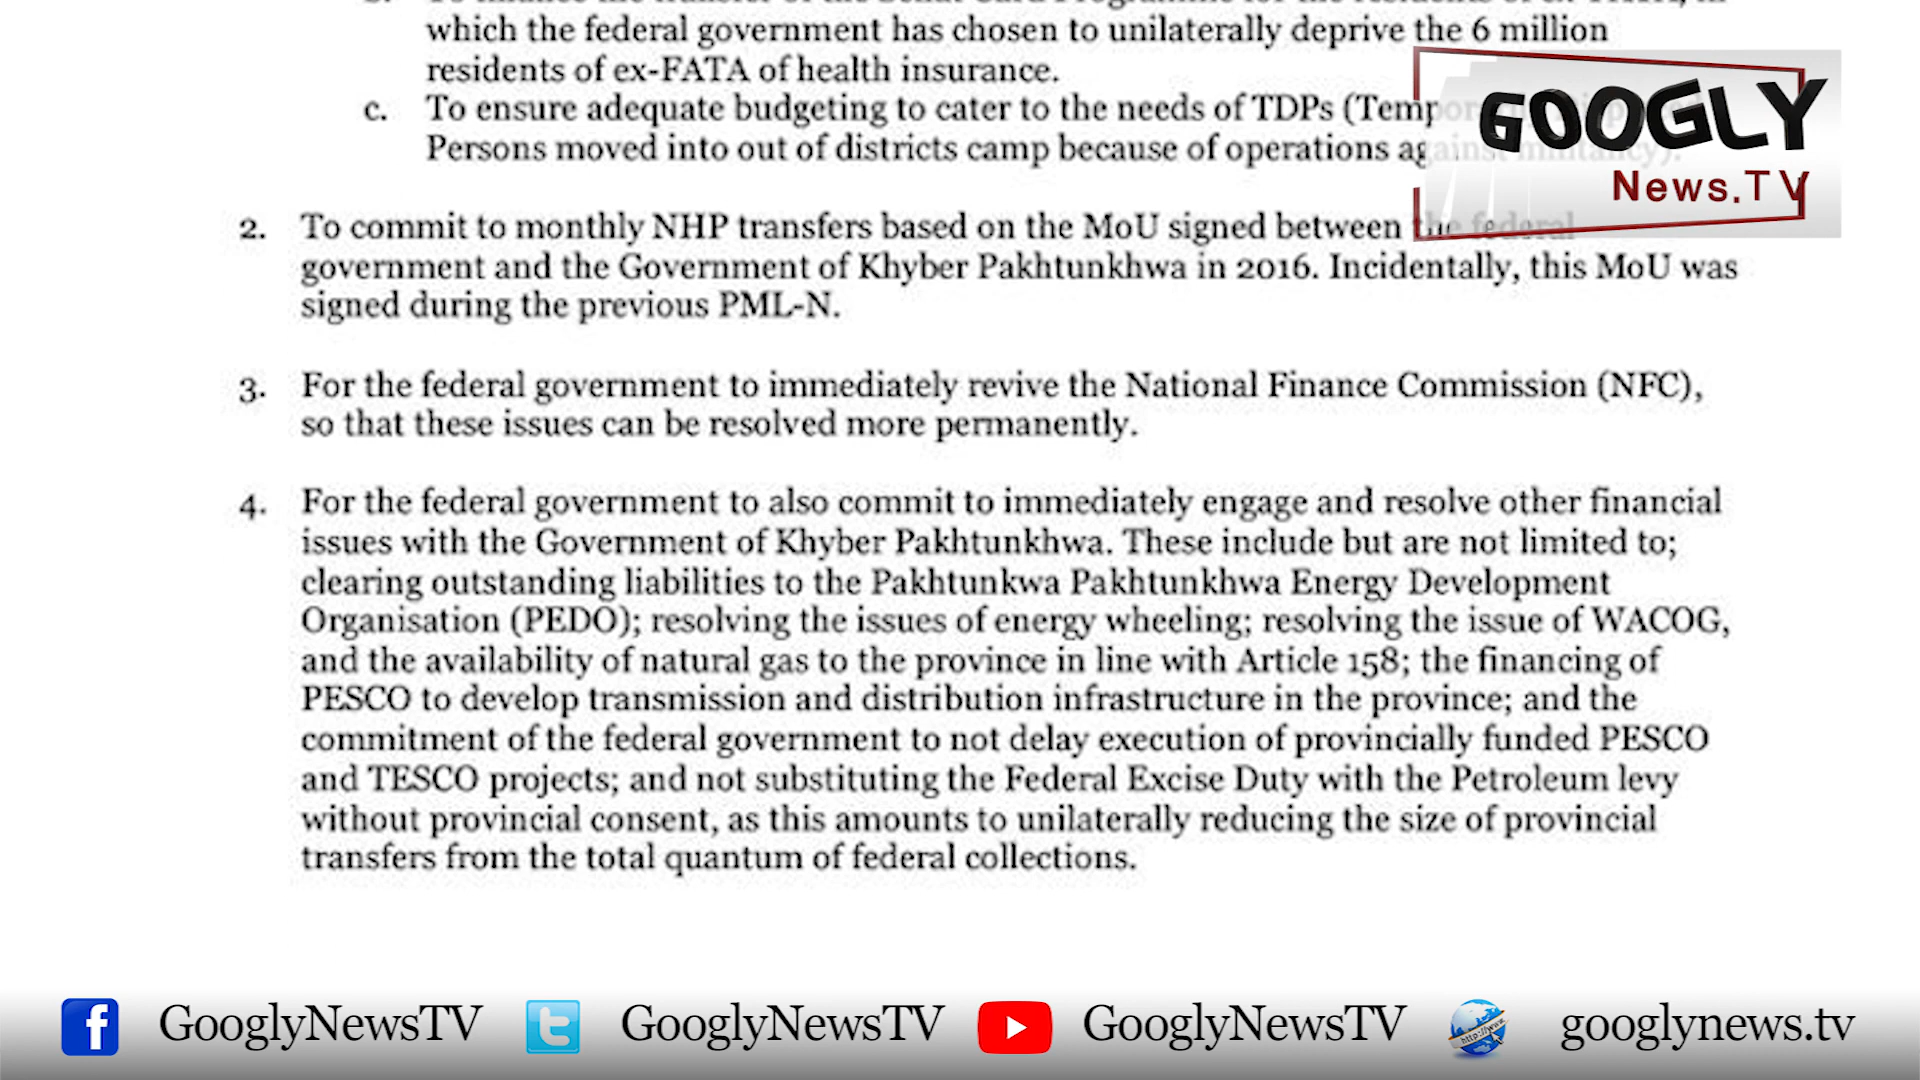 which the federal government has chosen to unilaterally deprive the 6 million
residents of ex-FATA of health insurance.
c. To ensure adequate budgeting to cater to the needs of TDPs (Temp
Persons moved into out of districts camp because of operations against militancy).
GOOGLY
News.TV
2. To commit to monthly NHP transfers based on the MoU signed between the federal
government and the Government of Khyber Pakhtunkhwa in 2016. Incidentally, this MoU was
signed during the previous PML-N.
3. For the federal government to immediately revive the National Finance Commission (NFC),
so that these issues can be resolved more permanently.
4. For the federal government to also commit to immediately engage and resolve other financial
issues with the Government of Khyber Pakhtunkhwa. These include but are not limited to;
clearing outstanding liabilities to the Pakhtunkwa Pakhtunkhwa Energy Development
Organisation (PEDO); resolving the issues of energy wheeling; resolving the issue of WACOG,
and the availability of natural gas to the province in line with Article 158; the financing of
PESCO to develop transmission and distribution infrastructure in the province; and the
commitment of the federal government to not delay execution of provincially funded PESCO
and TESCO projects; and not substituting the Federal Excise Duty with the Petroleum levy
without provincial consent, as this amounts to unilaterally reducing the size of provincial
transfers from the total quantum of federal collections.
GooglyNewsTV GooglyNewsTV GooglyNewsTV googlynews.tv